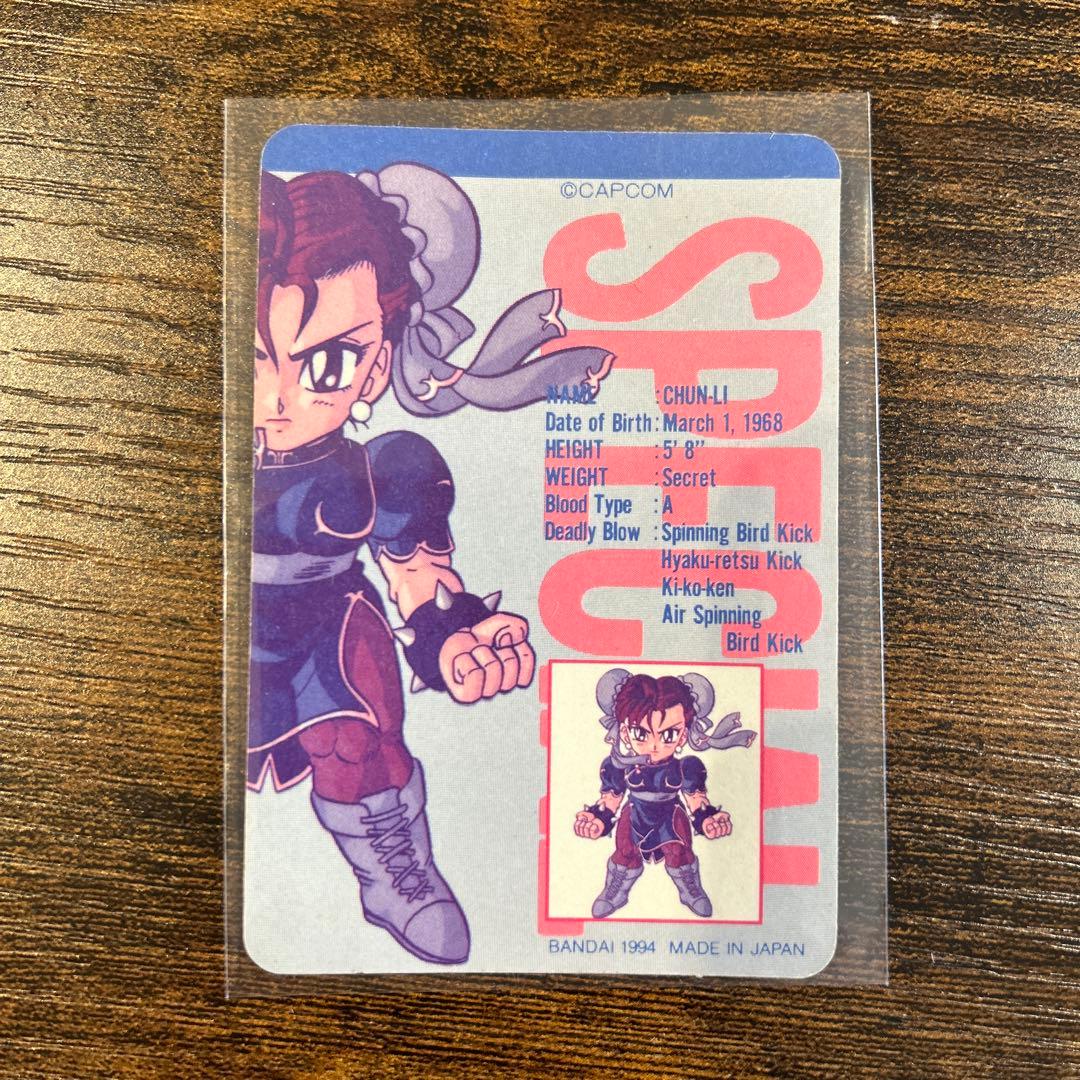 ©CAPCOM
SPECIAL
NAME :CHUN-LI
Date of Birth:March 1, 1968
HEIGHT :5' 8"
WEIGHT :Secret
Blood Type :A
Deadly Blow :Spinning Bird Kick
Hyaku-retsu Kick
Ki-ko-ken
Air Spinning
Bird Kick
BANDAI 1994 MADE IN JAPAN